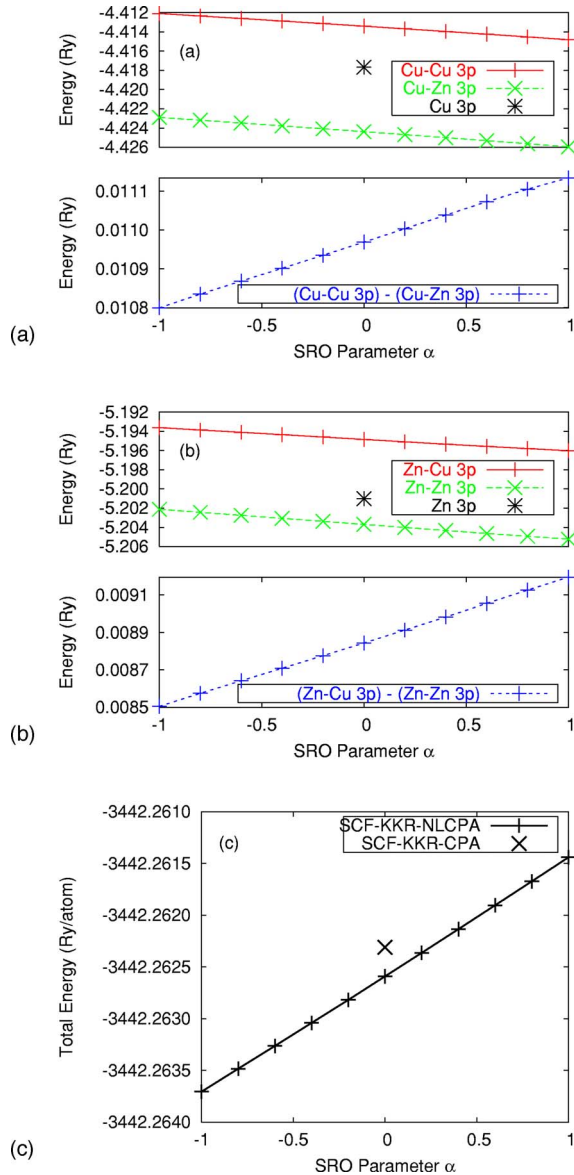 -4.412
-4.414
-4.416
-4.418
-4.420
-4.422
-4.424
-4.426
Energy (Ry)
(a)
Cu-Cu 3p
Cu-Zn 3p
Cu 3p
0.0111
0.0110
0.0109
0.0108
Energy (Ry)
(Cu-Cu 3p) - (Cu-Zn 3p)
-1 -0.5 0 0.5 1
SRO Parameter α
(a)
-5.192
-5.194
-5.196
-5.198
-5.200
-5.202
-5.204
-5.206
Energy (Ry)
(b)
Zn-Cu 3p
Zn-Zn 3p
Zn 3p
0.0091
0.0089
0.0087
0.0085
Energy (Ry)
(Zn-Cu 3p) - (Zn-Zn 3p)
-1 -0.5 0 0.5 1
SRO Parameter α
(b)
-3442.2610
-3442.2615
-3442.2620
-3442.2625
-3442.2630
-3442.2635
-3442.2640
Total Energy (Ry/atom)
(c)
SCF-KKR-NLCPA
SCF-KKR-CPA
-1 -0.5 0 0.5 1
SRO Parameter α
(c)